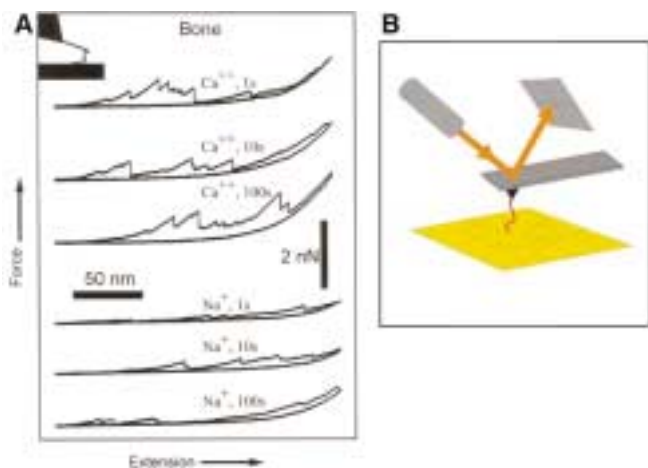 A
Bone
Ca++, 1s
Ca++, 10s
Ca++, 100s
2 nN
50 nm
Na+, 1s
Na+, 10s
Na+, 100s
Force
Extension
B